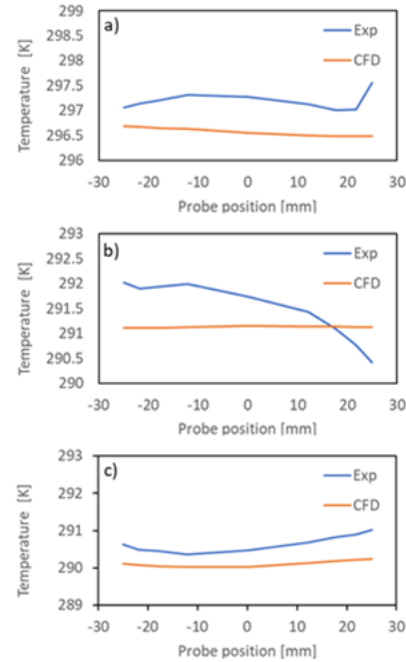 a)
Temperature [K]
299
298.5
298
297.5
297
296.5
296
Exp
CFD
-30 -20 -10 0 10 20 30
Probe position [mm]
b)
Temperature [K]
293
292.5
292
291.5
291
290.5
290
Exp
CFD
-30 -20 -10 0 10 20 30
Probe position [mm]
c)
Temperature [K]
293
292
291
290
289
Exp
CFD
-30 -20 -10 0 10 20 30
Probe position [mm]